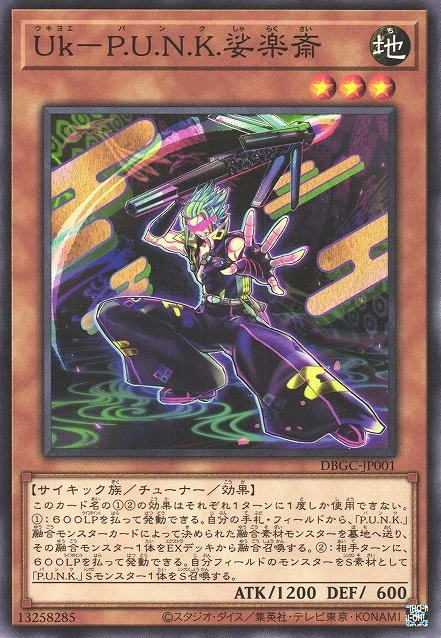 Uk－P.U.N.K.娑楽斎
ウキヨエ パンク しゃらくさい
地
ち
DBGC-JP001
【サイキック族／チューナー／効果】
このカード名の①②の効果はそれぞれ１ターンに１度しか使用できない。
①：６００LPを払って発動できる。自分の手札・フィールドから、「P.U.N.K.」
融合モンスターカードによって決められた融合素材モンスターを墓地へ送り、
その融合モンスター１体をEXデッキから融合召喚する。②：相手ターンに、
６００LPを払って発動できる。自分フィールドのモンスターをS素材として
「P.U.N.K.」Sモンスター１体をS召喚する。
ATK/1200 DEF/ 600
13258285
©スタジオ・ダイス／集英社・テレビ東京・KONAMI